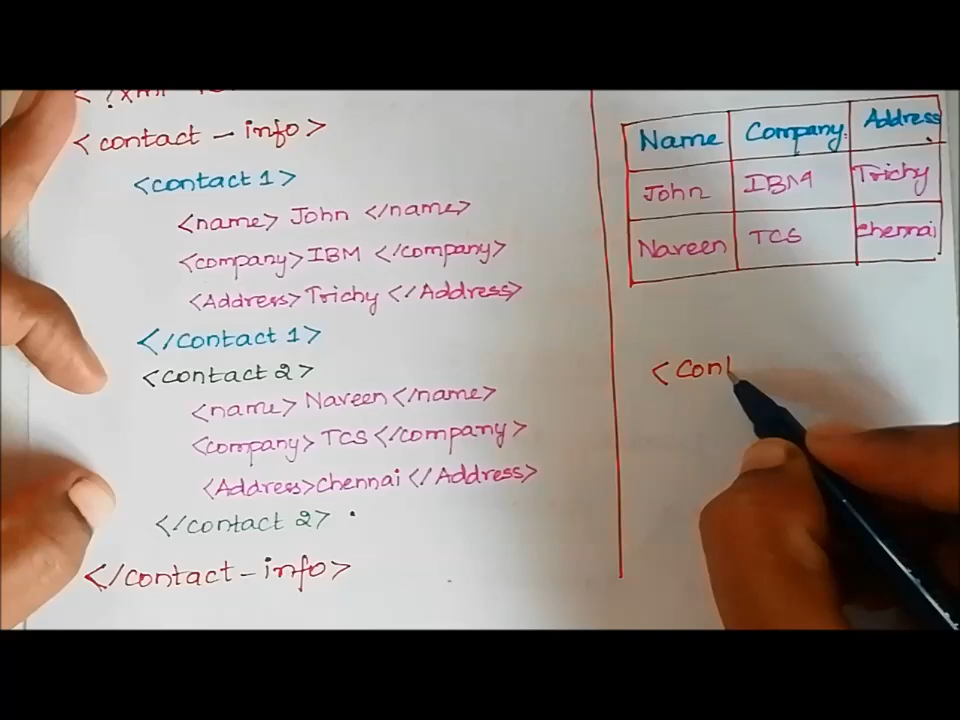 <?xml
<contact-info>
<contact 1>
<name> John </name>
<company> IBM </company>
<Address> Trichy </Address>
</contact 1>
<contact 2>
<name> Naveen </name>
<company> TCS </company>
<Address> chennai </Address>
</contact 2> .
</contact-info>
Name Company Address
John IBM Trichy
Naveen TCS chennai
<Cont